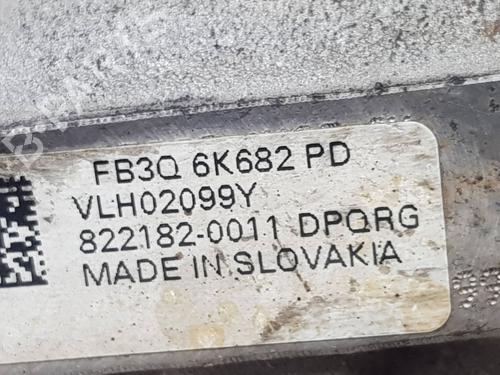 FB3Q 6K682 PD
VLH02099Y
822182-0011 DPQRG
MADE IN SLOVAKIA